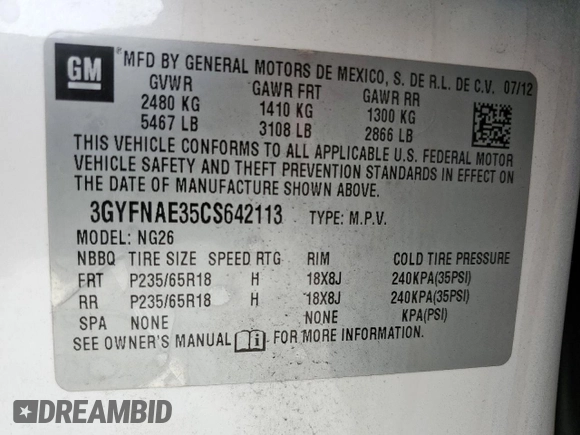 GM
® MFD BY GENERAL MOTORS DE MEXICO, S. DE R.L. DE C.V. 07/12
GVWR GAWR FRT GAWR RR
2480 KG 1410 KG 1300 KG
5467 LB 3108 LB 2866 LB
THIS VEHICLE CONFORMS TO ALL APPLICABLE U.S. FEDERAL MOTOR
VEHICLE SAFETY AND THEFT PREVENTION STANDARDS IN EFFECT ON
THE DATE OF MANUFACTURE SHOWN ABOVE.
3GYFNAE35CS642113 TYPE: M.P.V.
MODEL: NG26
NBBQ TIRE SIZE SPEED RTG RIM COLD TIRE PRESSURE
FRT P235/65R18 H 18X8J 240KPA(35PSI)
RR P235/65R18 H 18X8J 240KPA(35PSI)
SPA NONE NONE KPA(PSI)
SEE OWNER'S MANUAL i FOR MORE INFORMATION.
DREAMBID